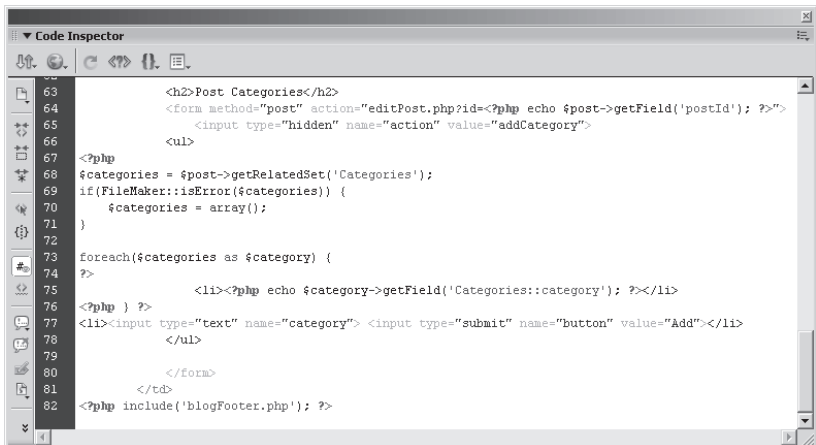 Code Inspector
63 <h2>Post Categories</h2>
64 <form method="post" action="editPost.php?id=<?php echo $post->getField('postId'); ?>">
65 <input type="hidden" name="action" value="addCategory">
66 <ul>
67 <?php
68 $categories = $post->getRelatedSet('Categories');
69 if(FileMaker::isError($categories)) {
70 $categories = array();
71 }
72
73 foreach($categories as $category) {
74 ?>
75 <li><?php echo $category->getField('Categories::category'); ?></li>
76 <?php } ?>
77 <li><input type="text" name="category"> <input type="submit" name="button" value="Add"></li>
78 </ul>
79
80 </form>
81 </td>
82 <?php include('blogFooter.php'); ?>